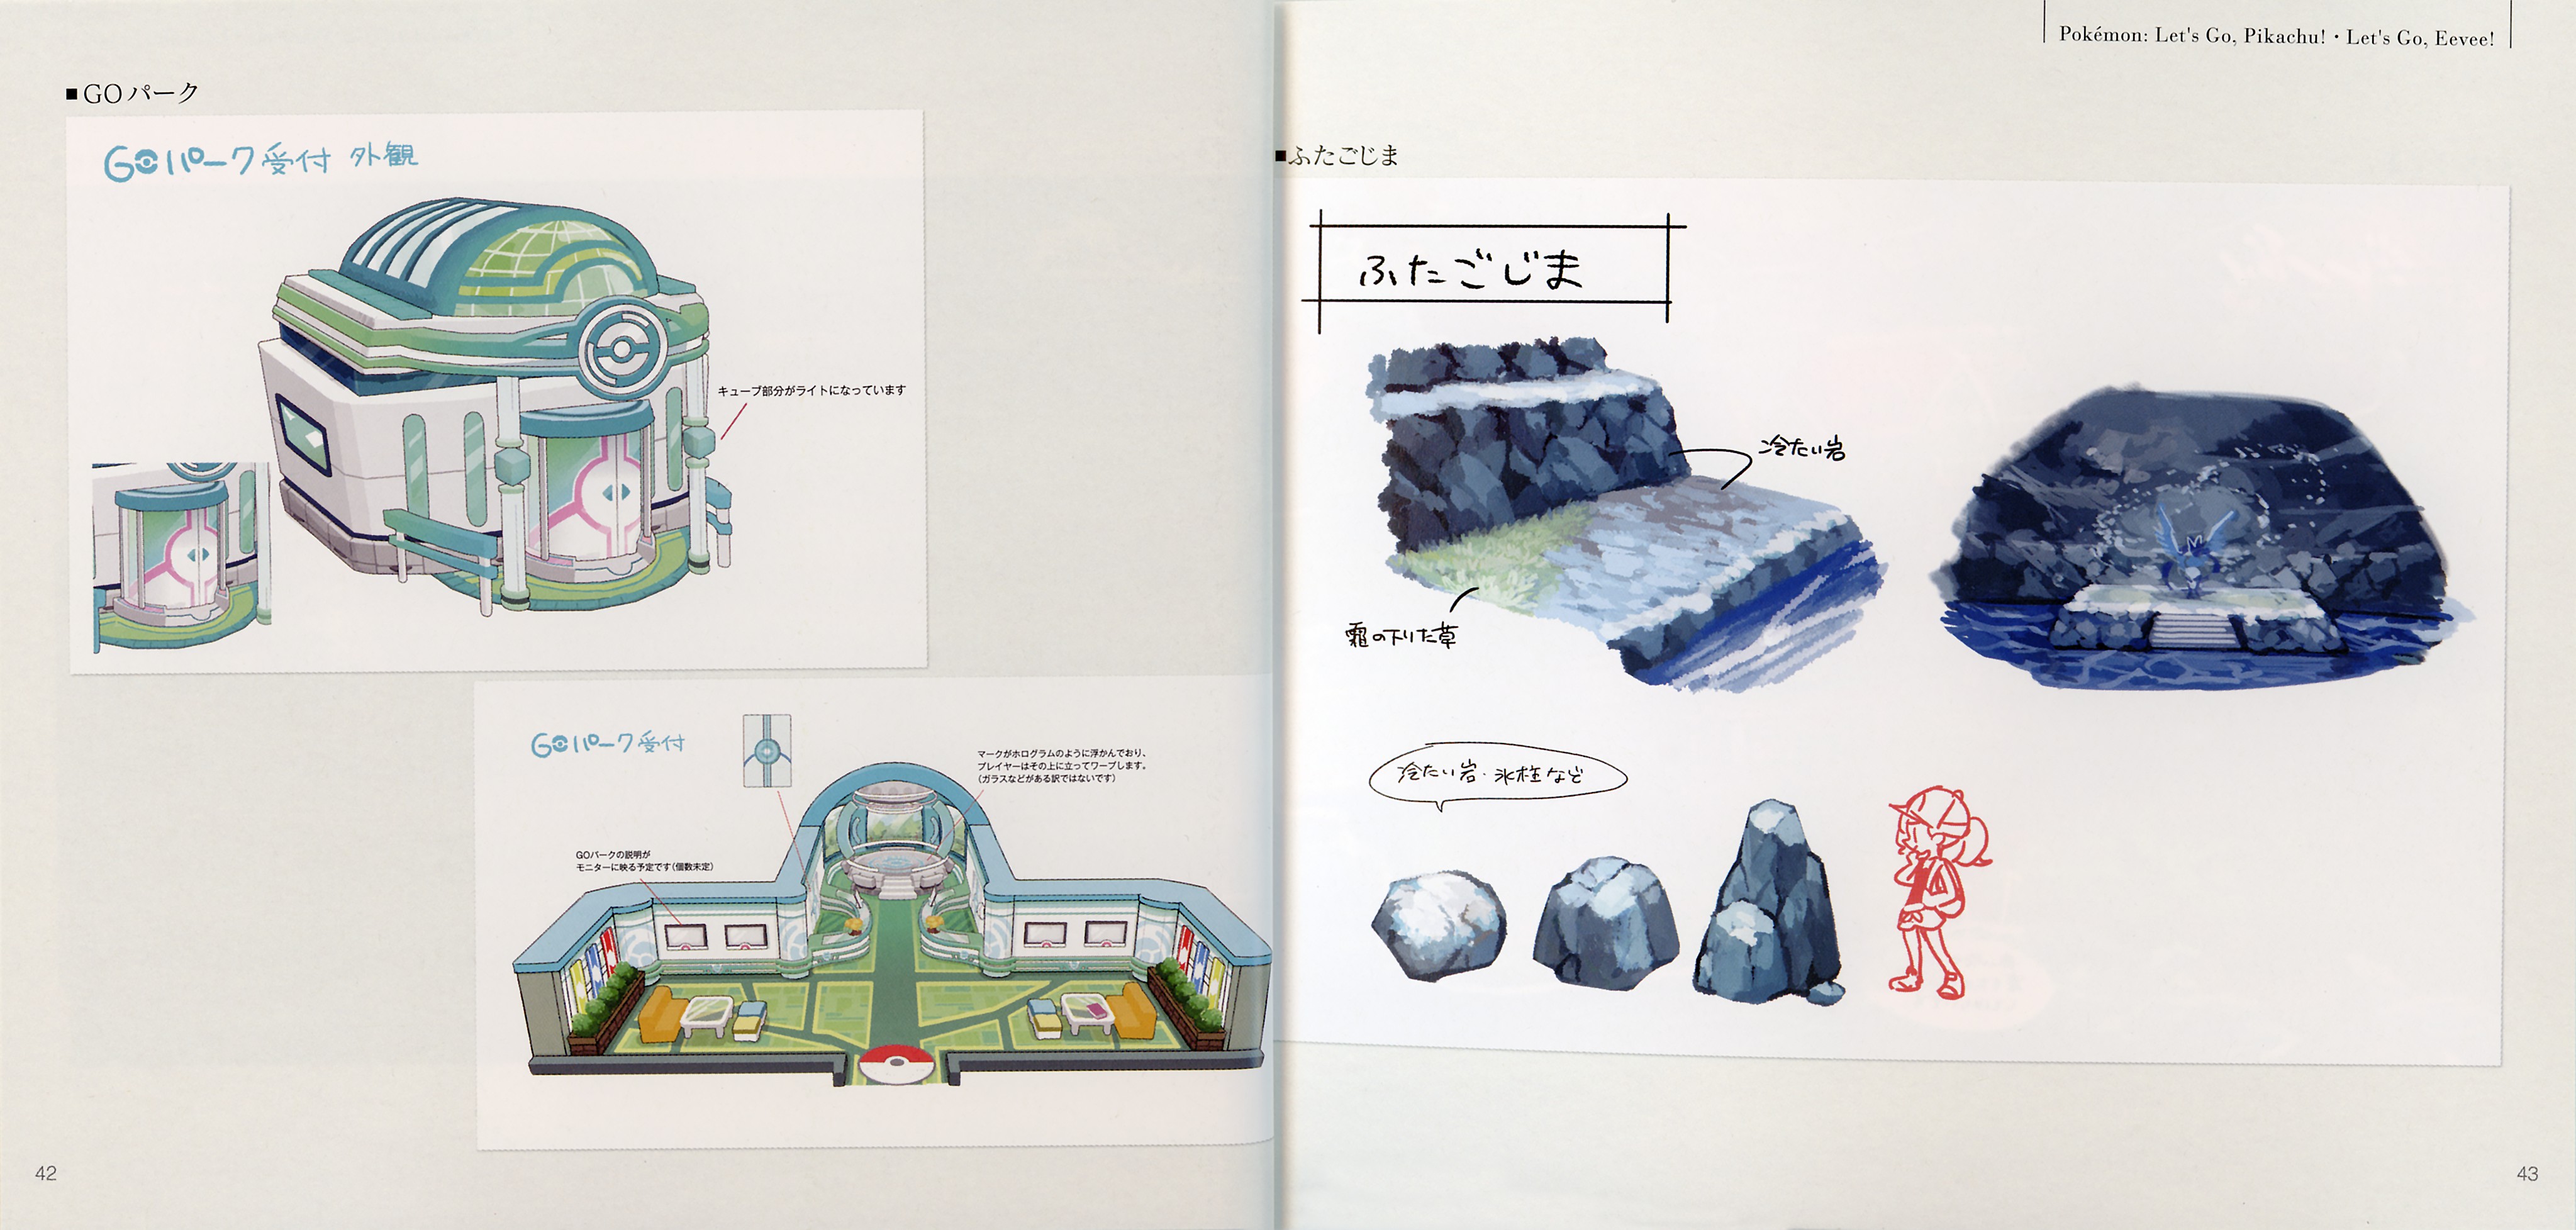 ■GOパーク
GOパーク受付 外観
キューブ部分がライトになっています
GOパーク受付
マークがホログラムのように浮かんでおり、
プレイヤーはその上に立ってワープします。
(ガラスなどがある訳ではないです)
GOパークの説明が
モニターに映る予定です(個数未定)
42
Pokémon: Let's Go, Pikachu!・Let's Go, Eevee!
■ふたごじま
ふたごじま
冷たい岩
霜の下りた草
冷たい岩・氷柱など
43